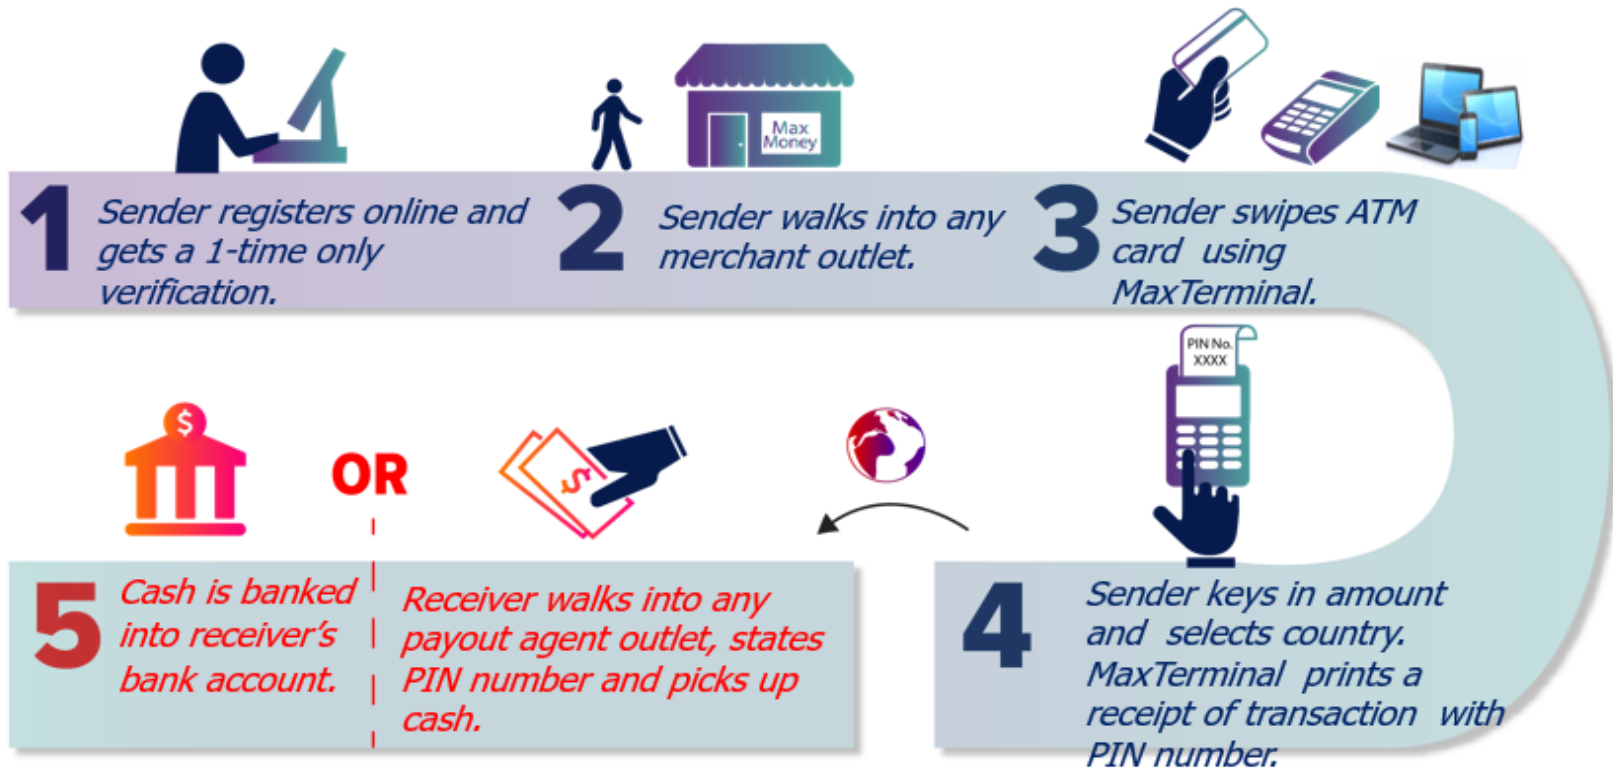 Max
Money
1
Sender registers online and
gets a 1-time only
verification.
2
Sender walks into any
merchant outlet.
3
Sender swipes ATM
card using
MaxTerminal.
PIN No.
XXXX
4
Sender keys in amount
and selects country.
MaxTerminal prints a
receipt of transaction with
PIN number.
$
OR
$
5
Cash is banked
into receiver's
bank account.
Receiver walks into any
payout agent outlet, states
PIN number and picks up
cash.